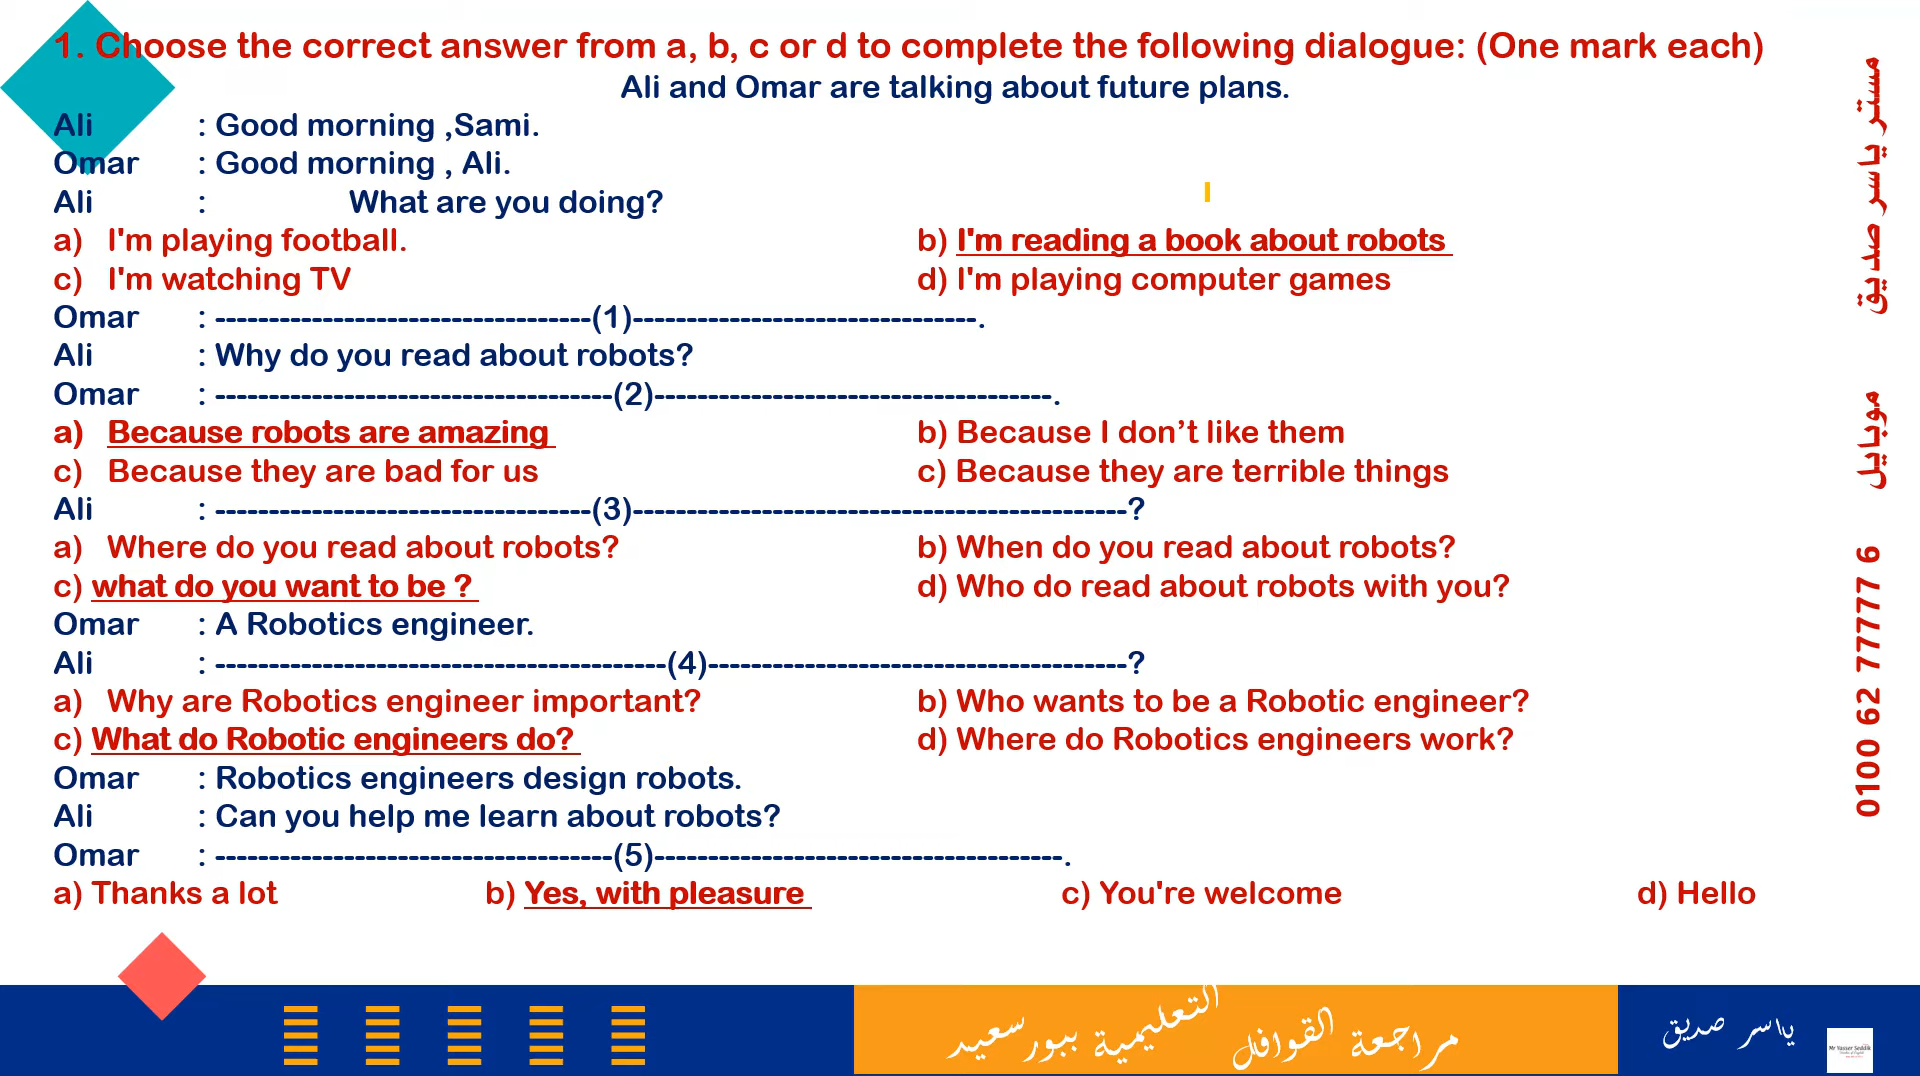 1. Choose the correct answer from a, b, c or d to complete the following dialogue: (One mark each)
Ali and Omar are talking about future plans.
Ali : Good morning ,Sami.
Omar : Good morning , Ali.
Ali : What are you doing?
a) I'm playing football. b) I'm reading a book about robots
c) I'm watching TV d) I'm playing computer games
Omar : -----------------------------------(1)--------------------------------.
Ali : Why do you read about robots?
Omar : -------------------------------------(2)-------------------------------------.
a) Because robots are amazing b) Because I don’t like them
c) Because they are bad for us c) Because they are terrible things
Ali : -----------------------------------(3)----------------------------------------------?
a) Where do you read about robots? b) When do you read about robots?
c) what do you want to be ? d) Who do read about robots with you?
Omar : A Robotics engineer.
Ali : ------------------------------------------(4)---------------------------------------?
a) Why are Robotics engineer important? b) Who wants to be a Robotic engineer?
c) What do Robotic engineers do? d) Where do Robotics engineers work?
Omar : Robotics engineers design robots.
Ali : Can you help me learn about robots?
Omar : -------------------------------------(5)--------------------------------------.
a) Thanks a lot b) Yes, with pleasure c) You're welcome d) Hello
مستر ياسر صديق موبايل 0100 62 77777 6
مراجعة القوافل التعليمية ببورسعيد
ياسر صديق
Mr Yasser Seddik